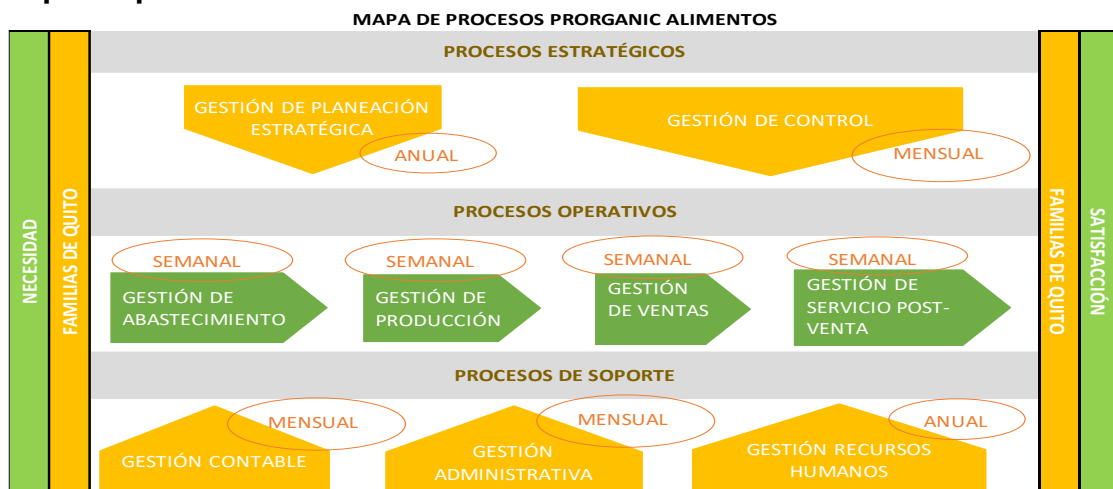 MAPA DE PROCESOS PRORGANIC ALIMENTOS
PROCESOS ESTRATÉGICOS
GESTIÓN DE PLANEACIÓN
ESTRATÉGICA
ANUAL
GESTIÓN DE CONTROL
MENSUAL
NECESIDAD
FAMILIAS DE QUITO
PROCESOS OPERATIVOS
SEMANAL
GESTIÓN DE
ABASTECIMIENTO
SEMANAL
GESTIÓN DE
PRODUCCIÓN
SEMANAL
GESTIÓN
DE VENTAS
SEMANAL
GESTIÓN DE
SERVICIO POST-
VENTA
FAMILIAS DE QUITO
SATISFACCIÓN
PROCESOS DE SOPORTE
MENSUAL
GESTIÓN CONTABLE
MENSUAL
GESTIÓN
ADMINISTRATIVA
ANUAL
GESTIÓN RECURSOS
HUMANOS